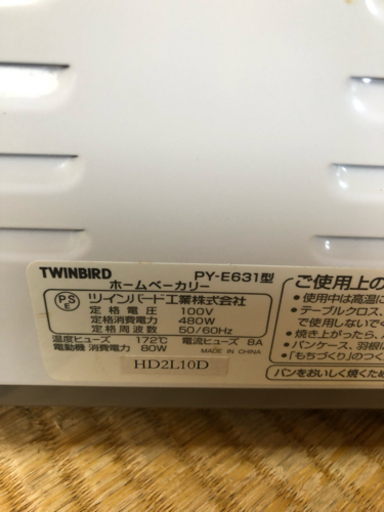 TWINBIRD PY-E631型
ホームベーカリー
PSE ツインバード工業株式会社
定格電圧 100V
定格消費電力 480W
定格周波数 50/60Hz
温度ヒューズ 172℃ 電流ヒューズ 8A
電動機 消費電力 80W MADE IN CHINA
HD2L10D
ご使用上の
・使用中は高温に
・テーブルクロス、
で使用しないで
・焼き上がったら、
・パンケース、羽根に
・「もちづくり」のつく
パンをおいしく焼くため